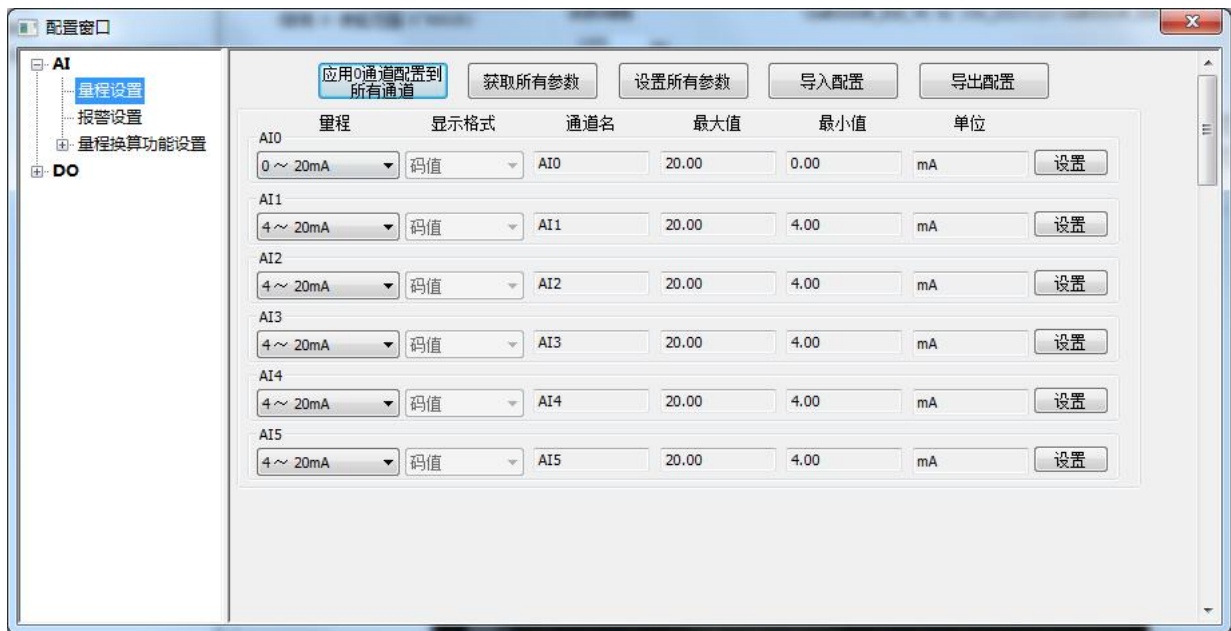 配置窗口
AI
量程设置
报警设置
量程换算功能设置
DO
应用0通道配置到
所有通道
获取所有参数
设置所有参数
导入配置
导出配置
量程 显示格式 通道名 最大值 最小值 单位
AI0
0～ 20mA 码值 AI0 20.00 0.00 mA 设置
AI1
4～ 20mA 码值 AI1 20.00 4.00 mA 设置
AI2
4～ 20mA 码值 AI2 20.00 4.00 mA 设置
AI3
4～ 20mA 码值 AI3 20.00 4.00 mA 设置
AI4
4～ 20mA 码值 AI4 20.00 4.00 mA 设置
AI5
4～ 20mA 码值 AI5 20.00 4.00 mA 设置